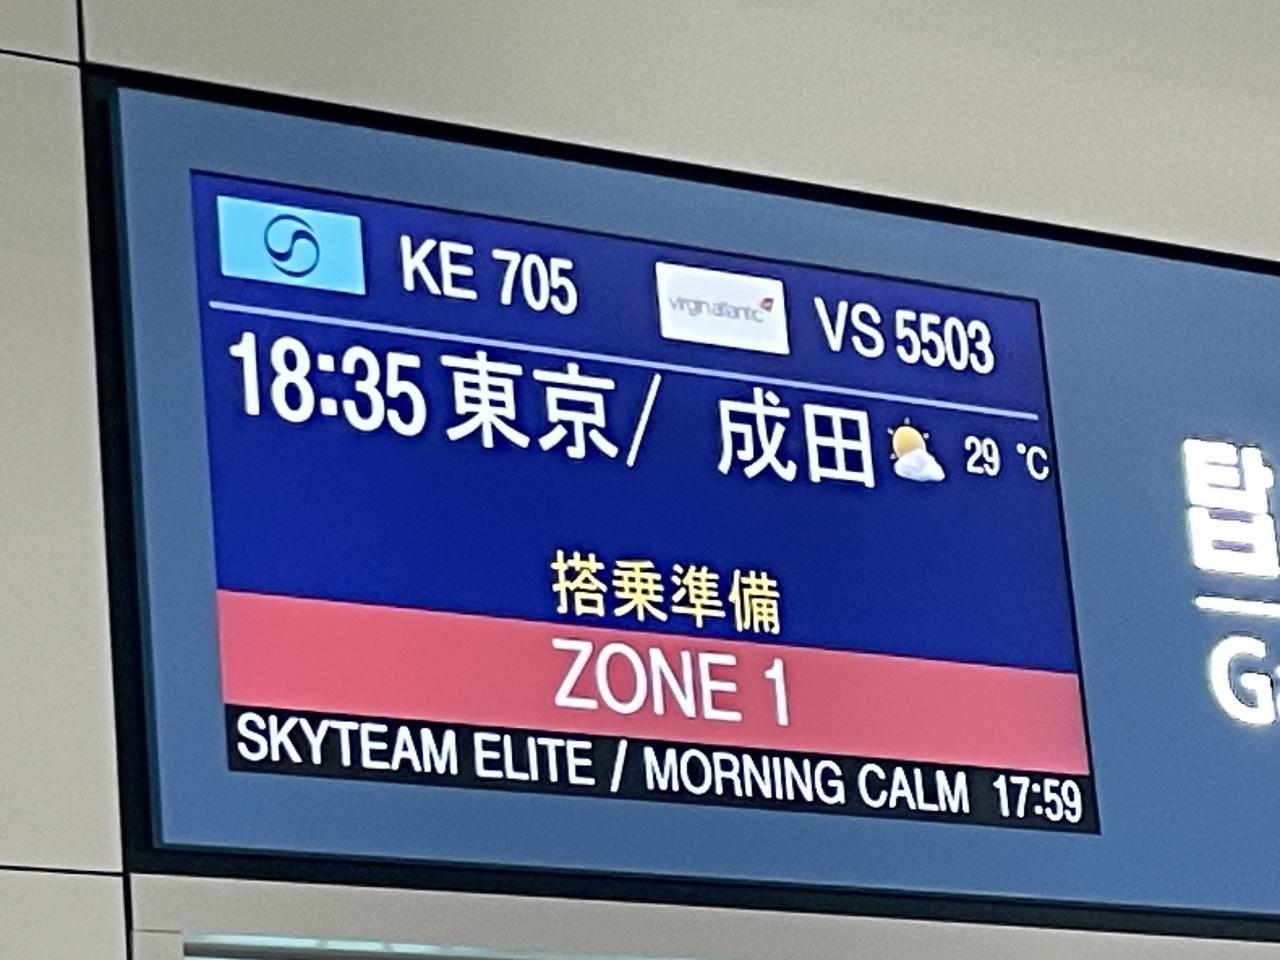 KE 705 virgin atlantic VS 5503
18:35 東京/ 成田 29 ℃
搭乗準備
ZONE 1
SKYTEAM ELITE / MORNING CALM 17:59
탑
G